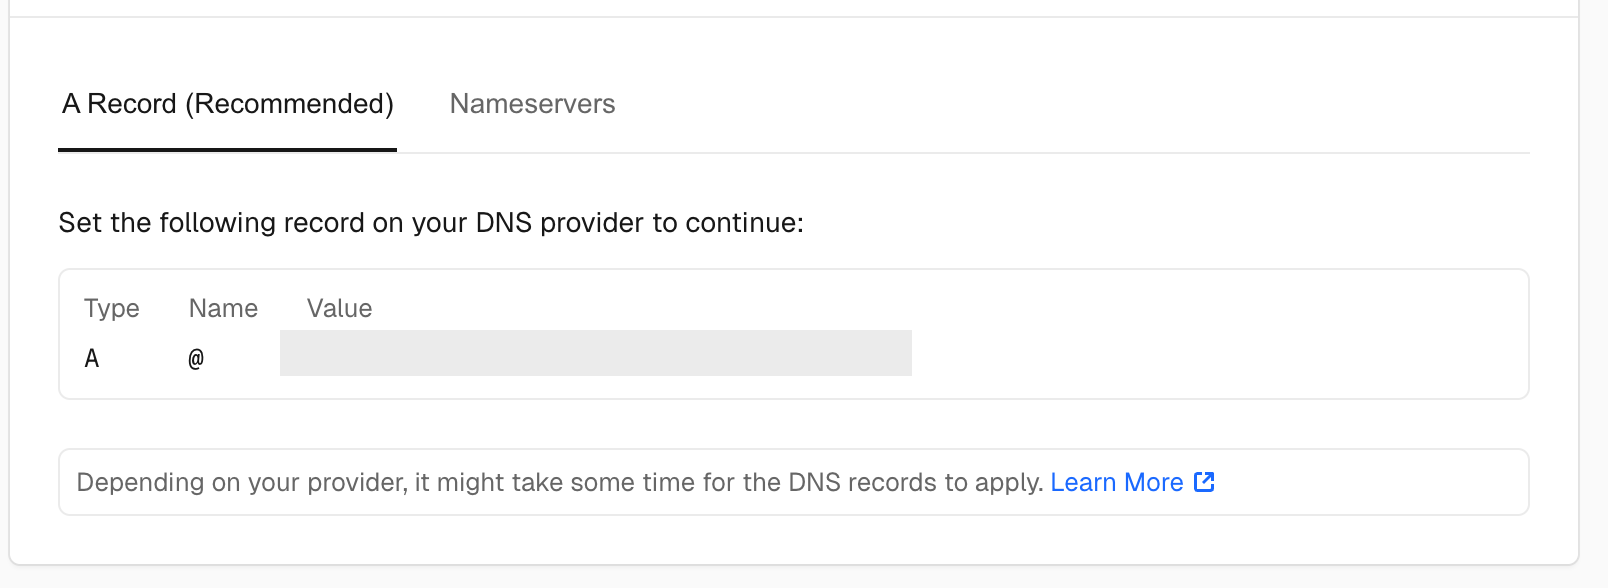 A Record (Recommended) Nameservers
Set the following record on your DNS provider to continue:
Type Name Value
A @
Depending on your provider, it might take some time for the DNS records to apply. Learn More